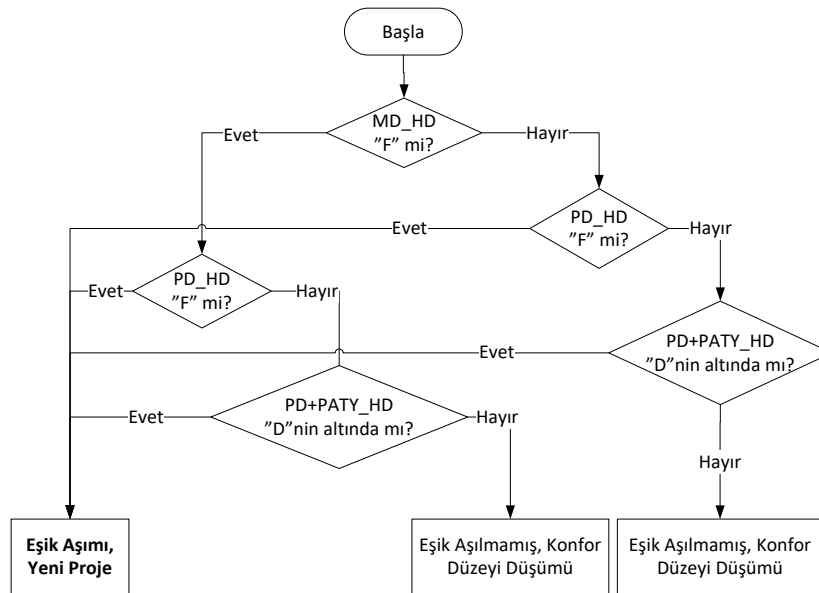 Başla
MD_HD
”F” mi?
Evet
Hayır
PD_HD
”F” mi?
Evet
Hayır
PD_HD
”F” mi?
Evet
Hayır
PD+PATY_HD
”D”nin altında mı?
Evet
Hayır
PD+PATY_HD
”D”nin altında mı?
Evet
Hayır
Eşik Aşımı,
Yeni Proje
Eşik Aşılmamış, Konfor
Düzeyi Düşümü
Eşik Aşılmamış, Konfor
Düzeyi Düşümü